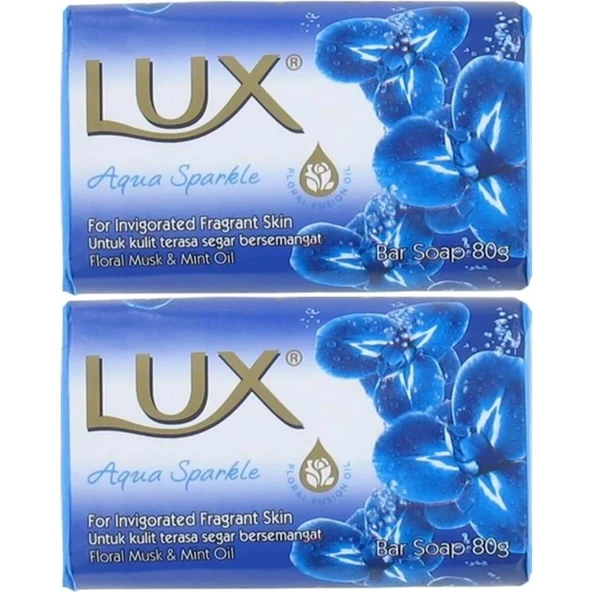 LUX®
Aqua Sparkle
FLORAL FUSION OIL
For Invigorated Fragrant Skin
Untuk kulit terasa segar bersemangat
Floral Musk & Mint Oil
Bar Soap 80g
LUX®
Aqua Sparkle
FLORAL FUSION OIL
For Invigorated Fragrant Skin
Untuk kulit terasa segar bersemangat
Floral Musk & Mint Oil
Bar Soap 80g